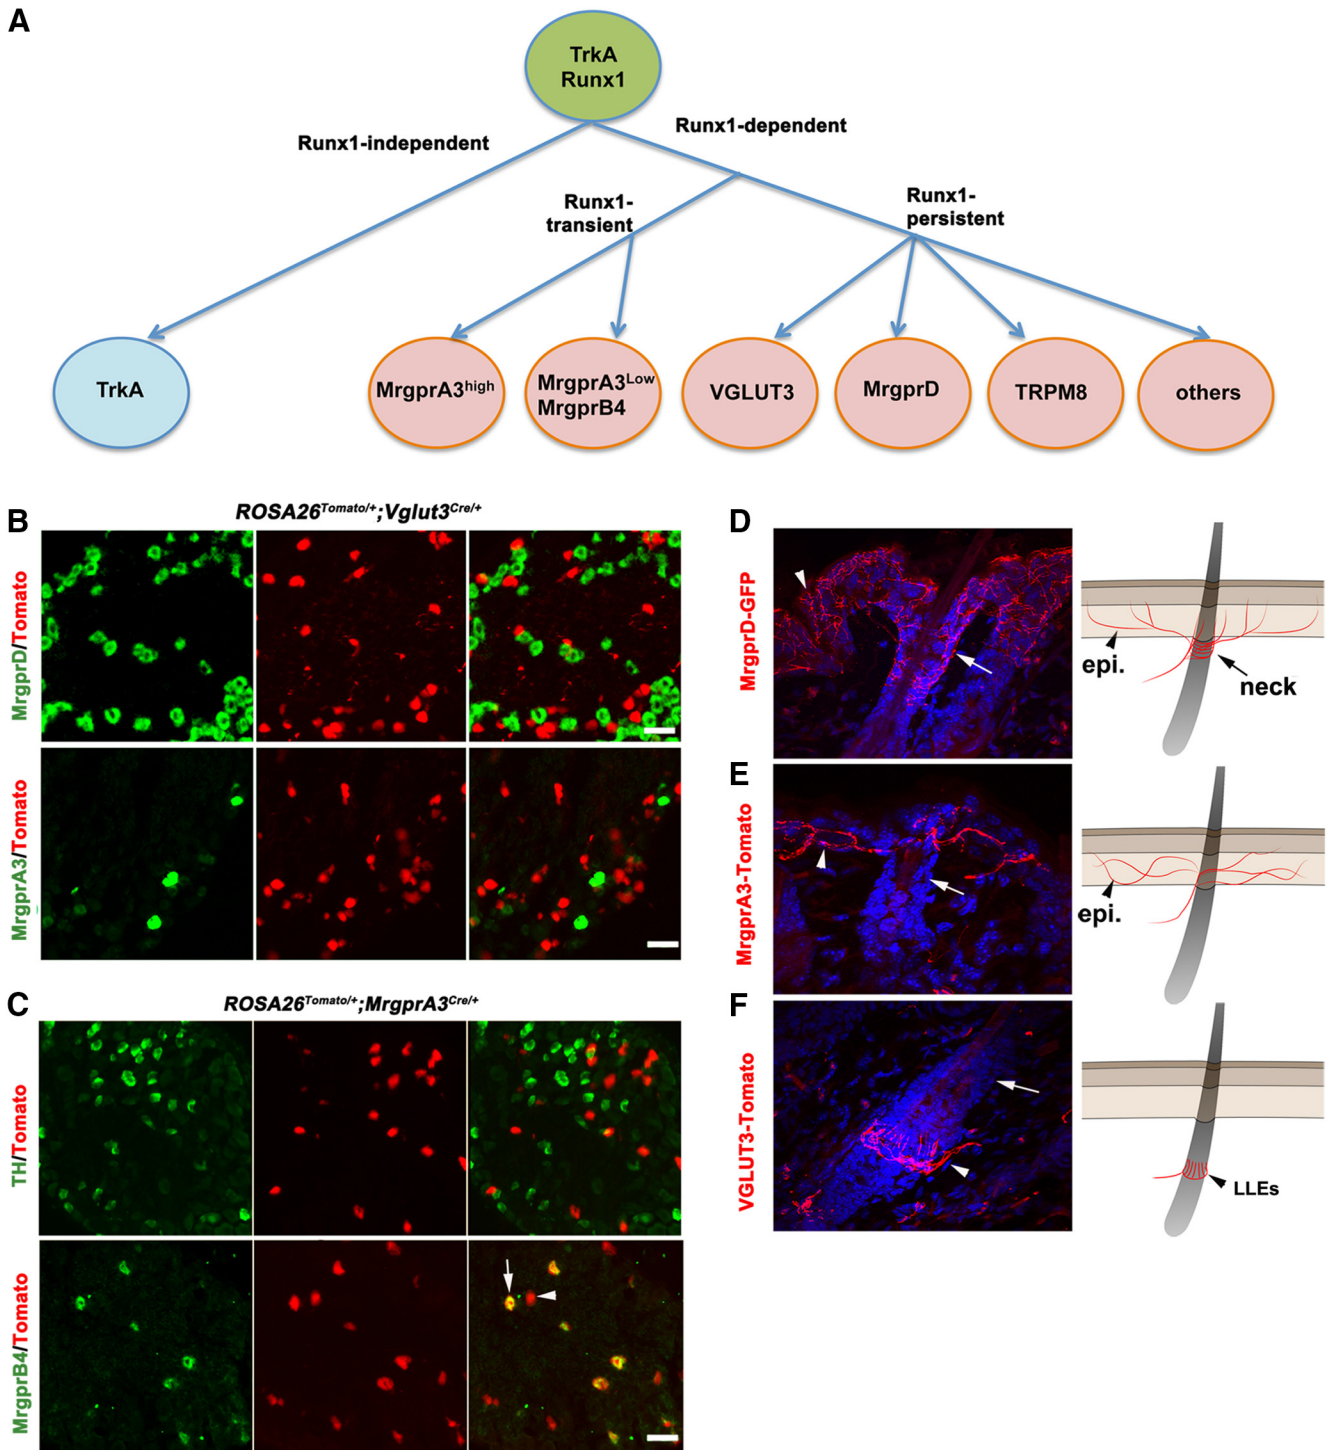 A
TrkA
Runx1
Runx1-independent
Runx1-dependent
Runx1-
transient
Runx1-
persistent
TrkA
MrgprA3high
MrgprA3Low
MrgprB4
VGLUT3
MrgprD
TRPM8
others
B
ROSA26Tomato/+;Vglut3Cre/+
MrgprD/Tomato
MrgprA3/Tomato
C
ROSA26Tomato/+;MrgprA3Cre/+
TH/Tomato
MrgprB4/Tomato
D
MrgprD-GFP
epi.
neck
E
MrgprA3-Tomato
epi.
F
VGLUT3-Tomato
LLEs